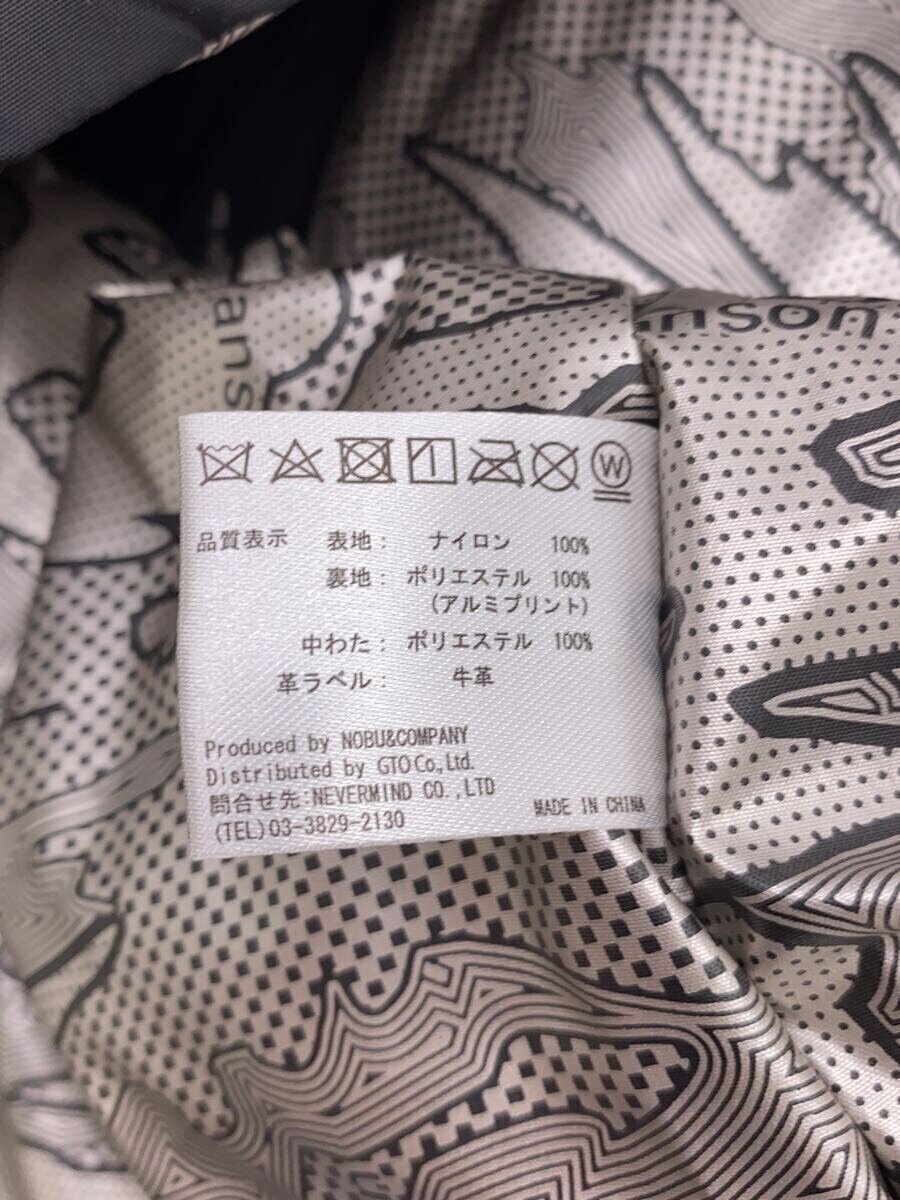 ans
nson
W
品質表示 表地： ナイロン 100%
裏地： ポリエステル 100%
(アルミプリント)
中わた： ポリエステル 100%
革ラベル： 牛革
Produced by NOBU&COMPANY
Distributed by GTO Co,Ltd.
問合せ先:NEVERMIND CO.,LTD
(TEL)03-3829-2130
MADE IN CHINA